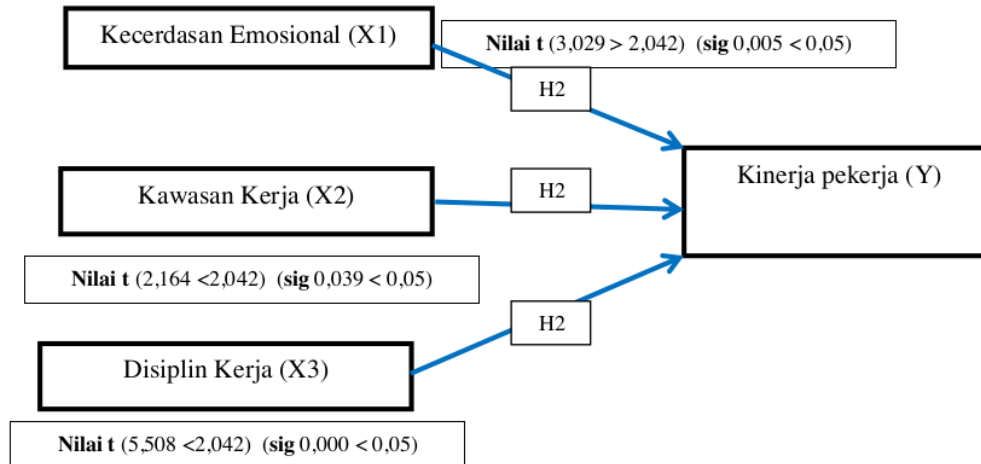 Kecerdasan Emosional (X1)
Nilai t (3,029 > 2,042) (sig 0,005 < 0,05)
H2
Kawasan Kerja (X2)
H2
Kinerja pekerja (Y)
Nilai t (2,164 <2,042) (sig 0,039 < 0,05)
H2
Disiplin Kerja (X3)
Nilai t (5,508 <2,042) (sig 0,000 < 0,05)